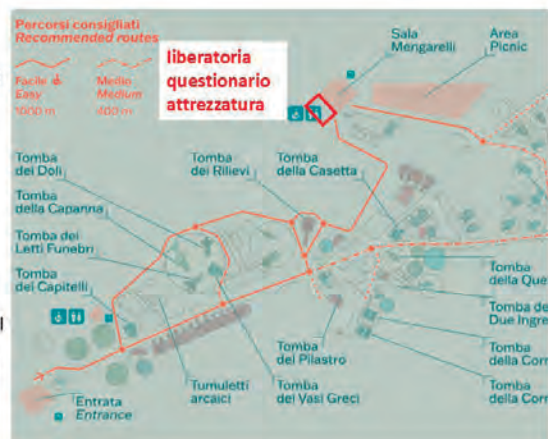 Percorsi consigliati
Recommended routes
Facile
Easy
1000 m
Medio
Medium
400 m
liberatoria
questionario
attrezzatura
Sala
Mengarelli
Area
Picnic
Tomba
dei Doli
Tomba
della Capanna
Tomba dei
Letti Funebri
Tomba
dei Capitelli
Tomba
dei Rilievi
Tomba
della Casetta
Entrata
Entrance
Tumuletti
arcaici
Tomba
dei Vasi Greci
Tomba
del Pilastro
Tomba
della Que
Tomba de
Due Ingre
Tomba
della
Tomba
della